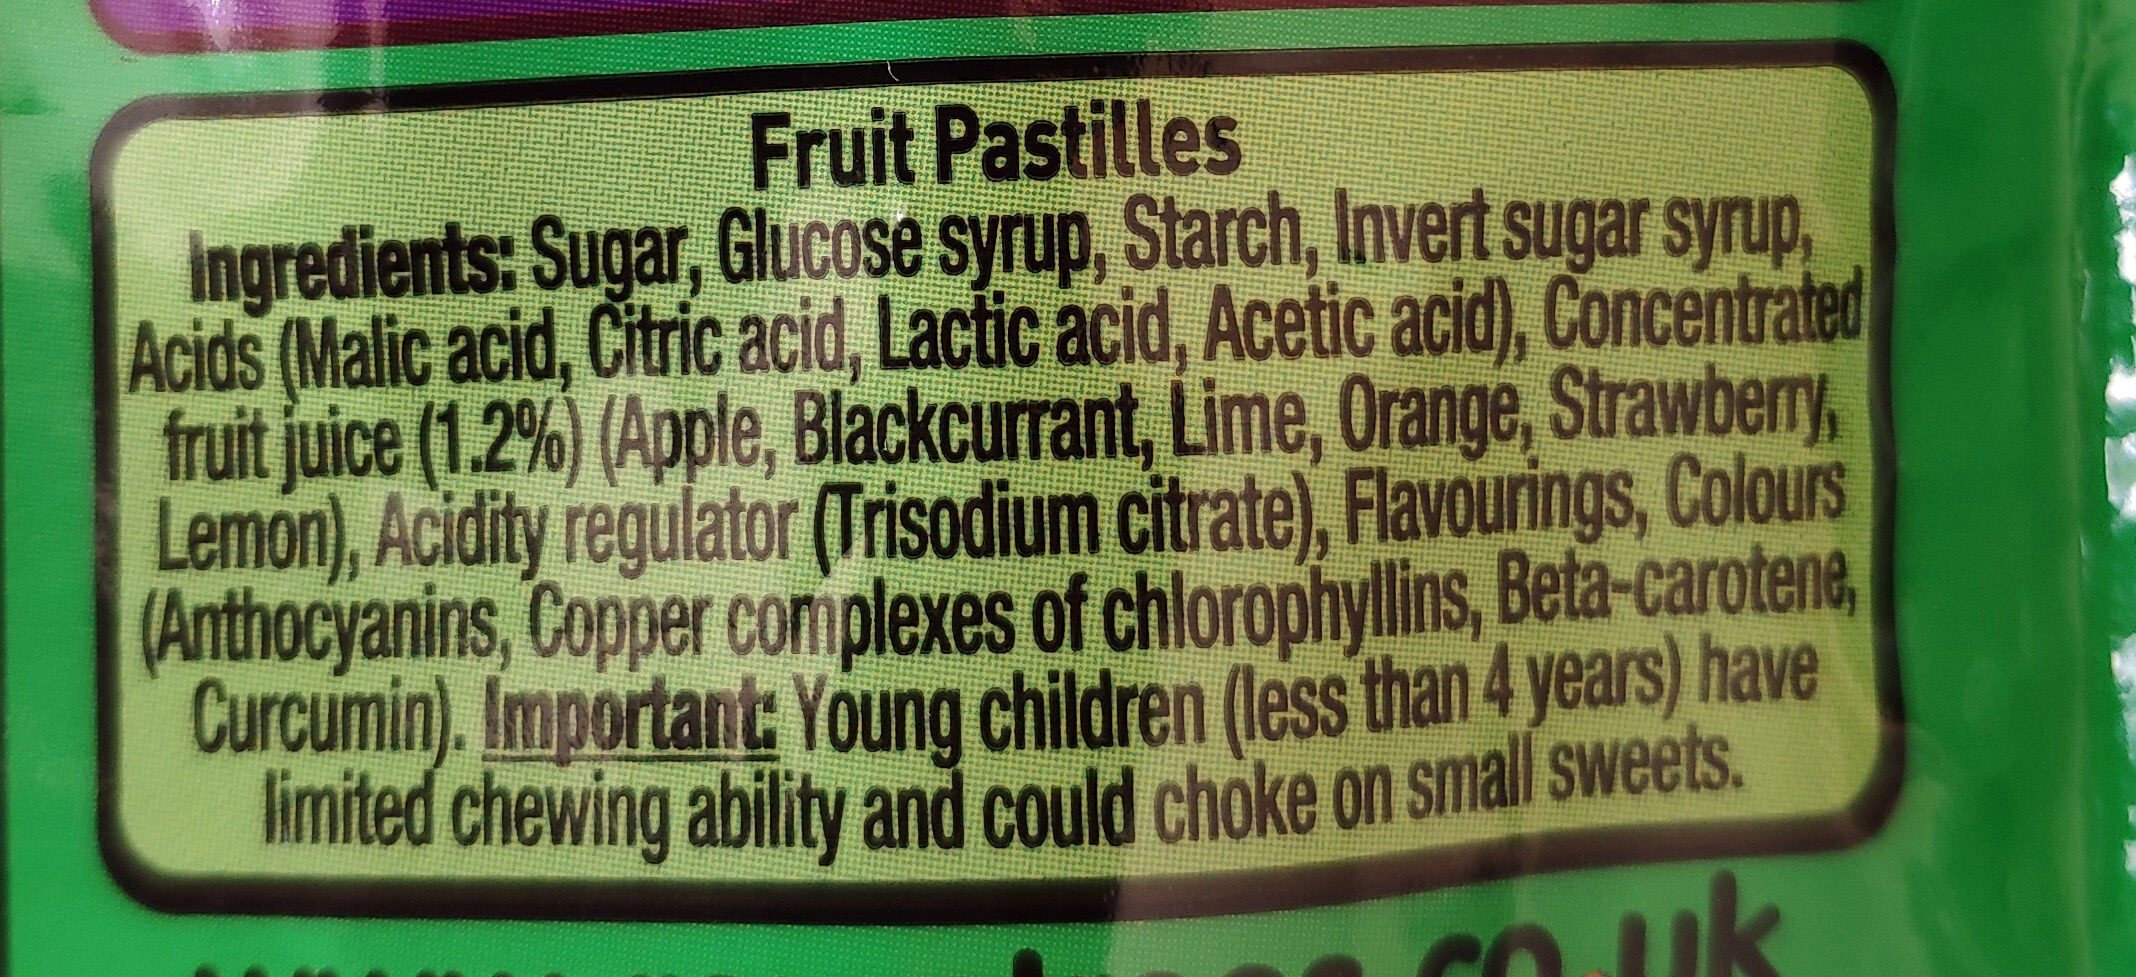 Fruit Pastilles
Ingredients: Sugar, Glucose syrup, Starch, Invert sugar syrup,
Acids (Malic acid, Citric acid, Lactic acid, Acetic acid), Concentrated
fruit juice (1.2%) (Apple, Blackcurrant, Lime, Orange, Strawberry,
Lemon), Acidity regulator (Trisodium citrate), Flavourings, Colours
(Anthocyanins, Copper complexes of chlorophyllins, Beta-carotene,
Curcumin). Important: Young children (less than 4 years) have
limited chewing ability and could choke on small sweets.
.co.uk